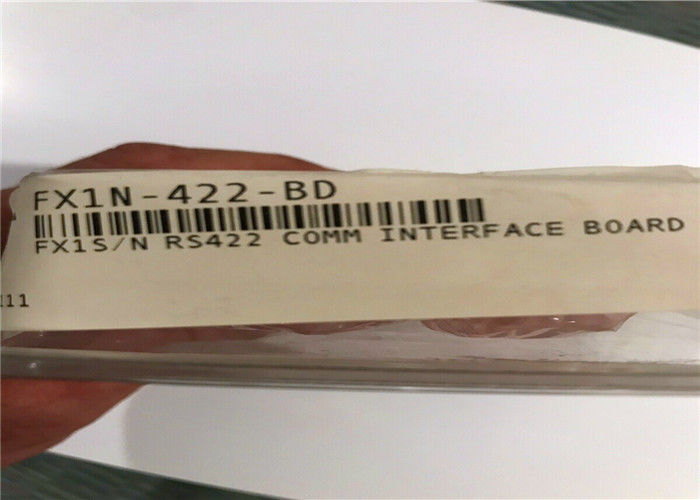 FX1N-422-BD
FX1S/N RS422 COMM INTERFACE BOARD